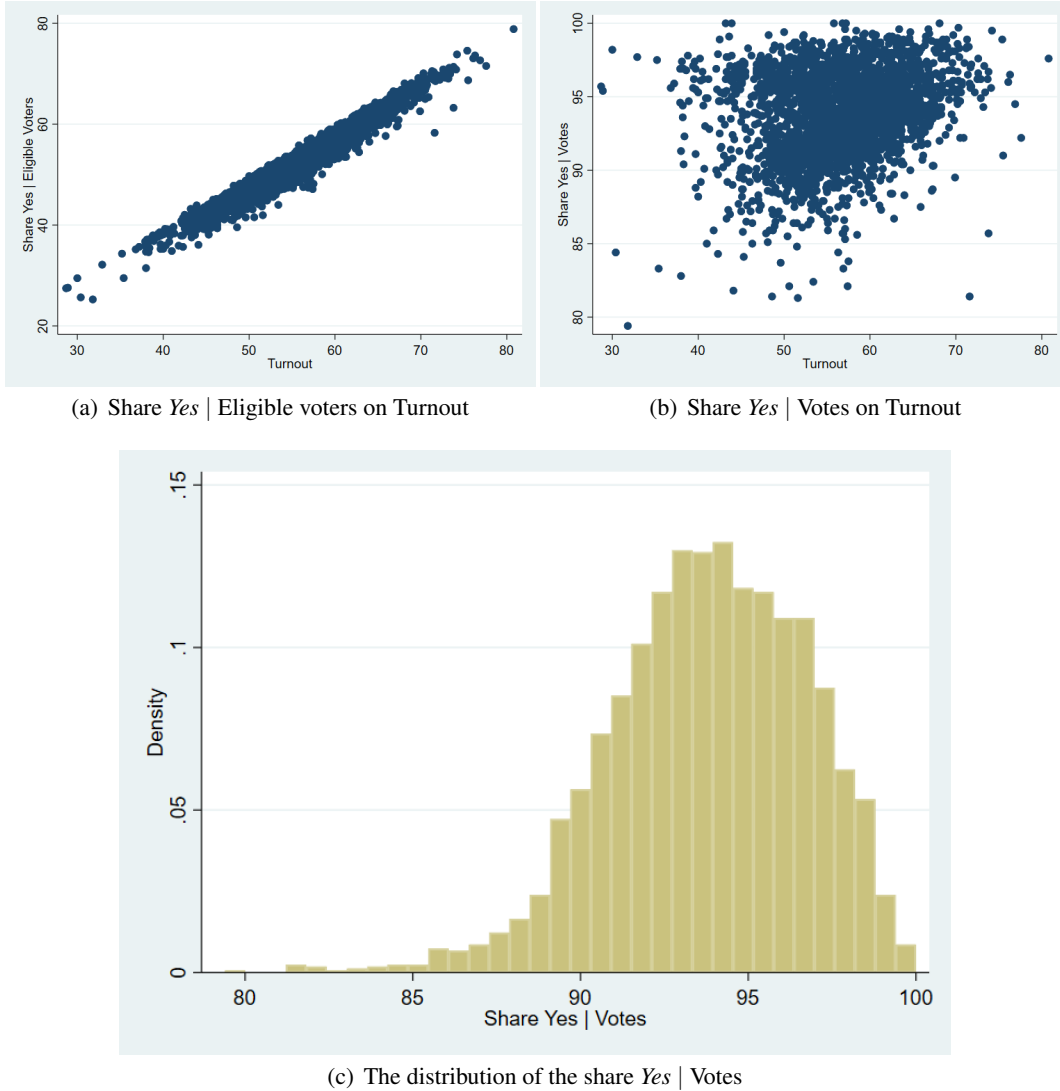 80
60
40
20
Share Yes | Eligible Voters
30 40 50 60 70 80
Turnout
(a) Share Yes | Eligible voters on Turnout
100
95
90
85
80
Share Yes | Votes
30 40 50 60 70 80
Turnout
(b) Share Yes | Votes on Turnout
.15
.1
.05
0
Density
80 85 90 95 100
Share Yes | Votes
(c) The distribution of the share Yes | Votes